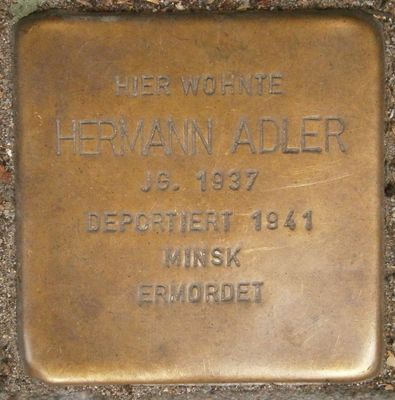 HIER WOHNTE
HERMANN ADLER
JG. 1937
DEPORTIERT 1941
MINSK
ERMORDET